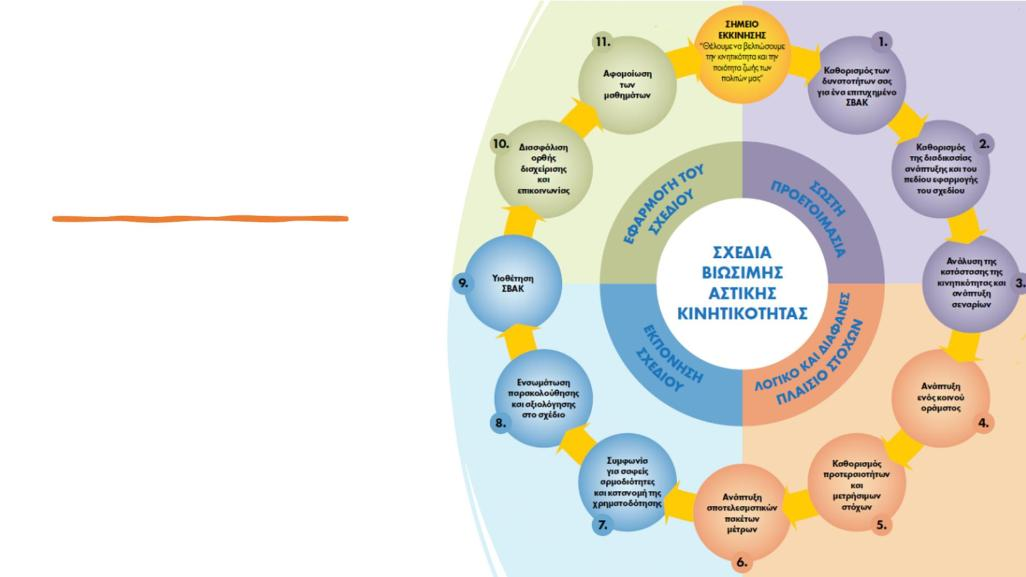 ΣΗΜΕΙΟ
ΕΚΚΙΝΗΣΗΣ
"Θέλουμε να βελτιώσουμε
την κινητικότητα και την
ποιότητα ζωής των
πολιτών μας"
1.
Καθορισμός των
δυνατοτήτων σας
για ένα επιτυχημένο
ΣΒΑΚ
2.
Καθορισμός
της διαδικασίας
ανάπτυξης και του
πεδίου εφαρμογής
του σχεδίου
3.
Ανάλυση της
κατάστασης της
κινητικότητας και
ανάπτυξη
σεναρίων
Ανάπτυξη
ενός κοινού
οράματος
4.
Καθορισμός
προτεραιοτήτων
και
μετρήσιμων
στόχων
5.
Ανάπτυξη
αποτελεσματικών
πακέτων
μέτρων
6.
Συμφωνία
για σαφείς
αρμοδιότητες
και κατανομή της
χρηματοδότησης
7.
Ενσωμάτωση
παρακολούθησης
και αξιολόγησης
στο σχέδιο
8.
9.
Υιοθέτηση
ΣΒΑΚ
10.
Διασφάλιση
ορθής
διαχείρισης
και
επικοινωνίας
11.
Αφομοίωση
των
μαθημάτων
ΕΦΑΡΜΟΓΗ ΤΟΥ
ΣΧΕΔΙΟΥ
ΣΩΣΤΗ
ΠΡΟΕΤΟΙΜΑΣΙΑ
ΛΟΓΙΚΟ ΚΑΙ ΔΙΑΦΑΝΕΣ
ΠΛΑΙΣΙΟ ΣΤΟΧΩΝ
ΕΚΠΟΝΗΣΗ
ΣΧΕΔΙΟΥ
ΣΧΕΔΙΑ
ΒΙΩΣΙΜΗΣ
ΑΣΤΙΚΗΣ
ΚΙΝΗΤΙΚΟΤΗΤΑΣ